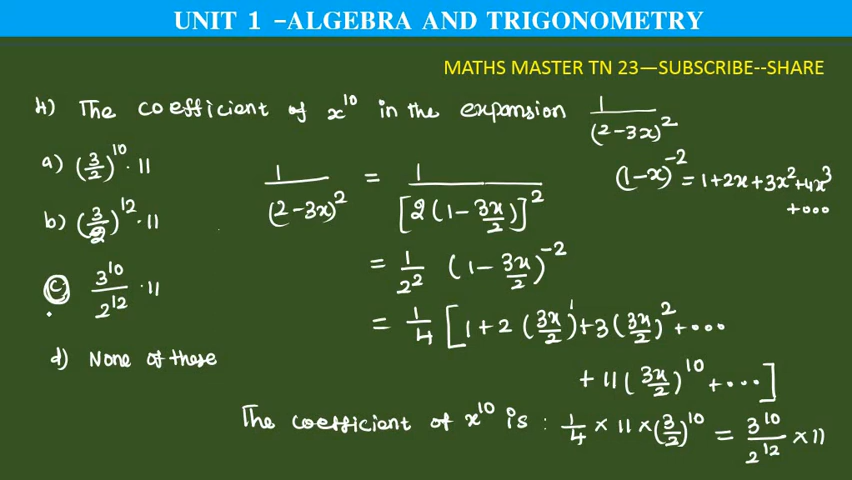 UNIT 1 -ALGEBRA AND TRIGONOMETRY
MATHS MASTER TN 23—SUBSCRIBE--SHARE
4) The coefficient of x^10 in the expansion 1/(2-3x)^2
a) (3/2)^10 · 11
b) (3/2)^12 · 11
c) 3^10/2^12 · 11
d) None of these
1/(2-3x)^2 = 1/[2(1-3x/2)]^2
(1-x)^-2 = 1+2x+3x^2+4x^3
+...
= 1/2^2 (1-3x/2)^-2
= 1/4 [1+2(3x/2)^1+3(3x/2)^2+...
+ 11(3x/2)^10 +...]
The coefficient of x^10 is : 1/4 × 11 × (3/2)^10 = 3^10/2^12 × 11